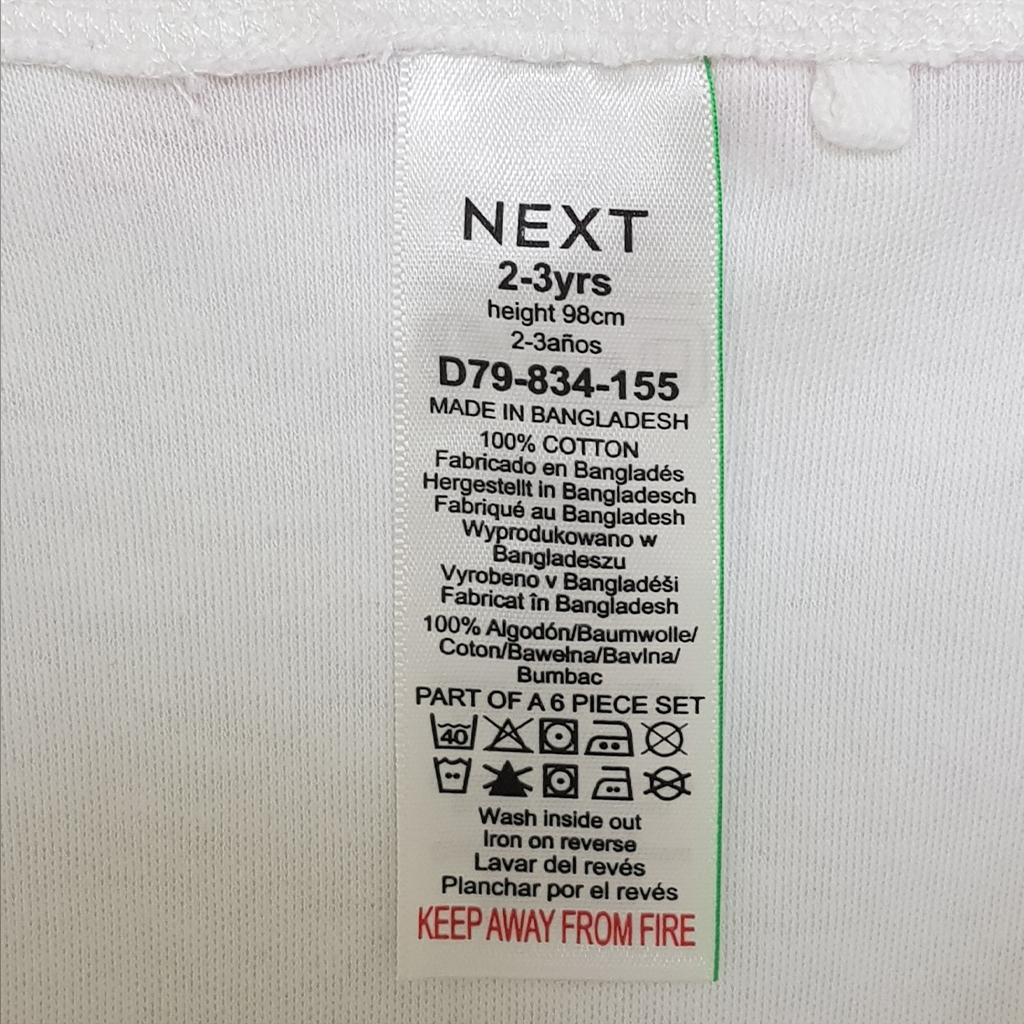 NEXT
2-3yrs
height 98cm
2-3años
D79-834-155
MADE IN BANGLADESH
100% COTTON
Fabricado en Bangladés
Hergestellt in Bangladesch
Fabriqué au Bangladesh
Wyprodukowano w
Bangladeszu
Vyrobeno v Bangladéši
Fabricat în Bangladesh
100% Algodón/Baumwolle/
Coton/Bawełna/Bavlna/
Bumbac
PART OF A 6 PIECE SET
40
Wash inside out
Iron on reverse
Lavar del revés
Planchar por el revés
KEEP AWAY FROM FIRE